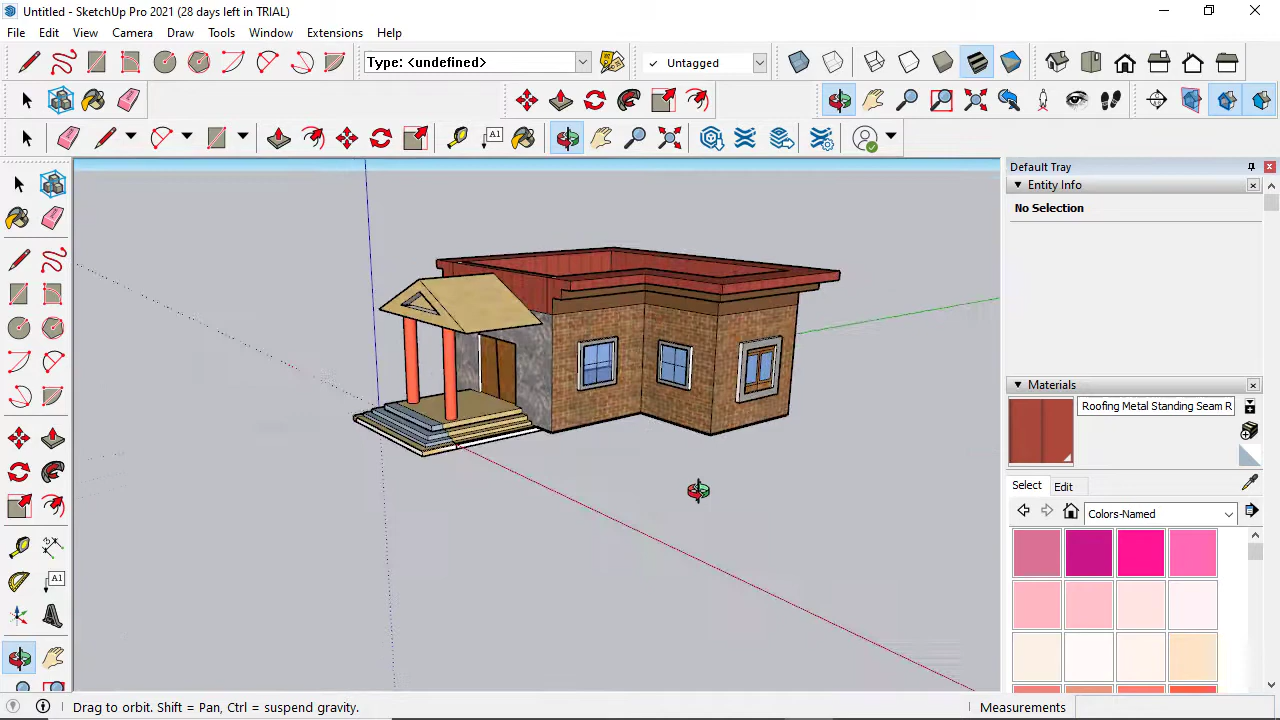 Untitled - SketchUp Pro 2021 (28 days left in TRIAL)
File Edit View Camera Draw Tools Window Extensions Help
Type: <undefined>
✓ Untagged
A1
Default Tray
Entity Info
No Selection
Materials
Roofing Metal Standing Seam R
Select Edit
Colors-Named
A1
Drag to orbit. Shift = Pan, Ctrl = suspend gravity.
Measurements